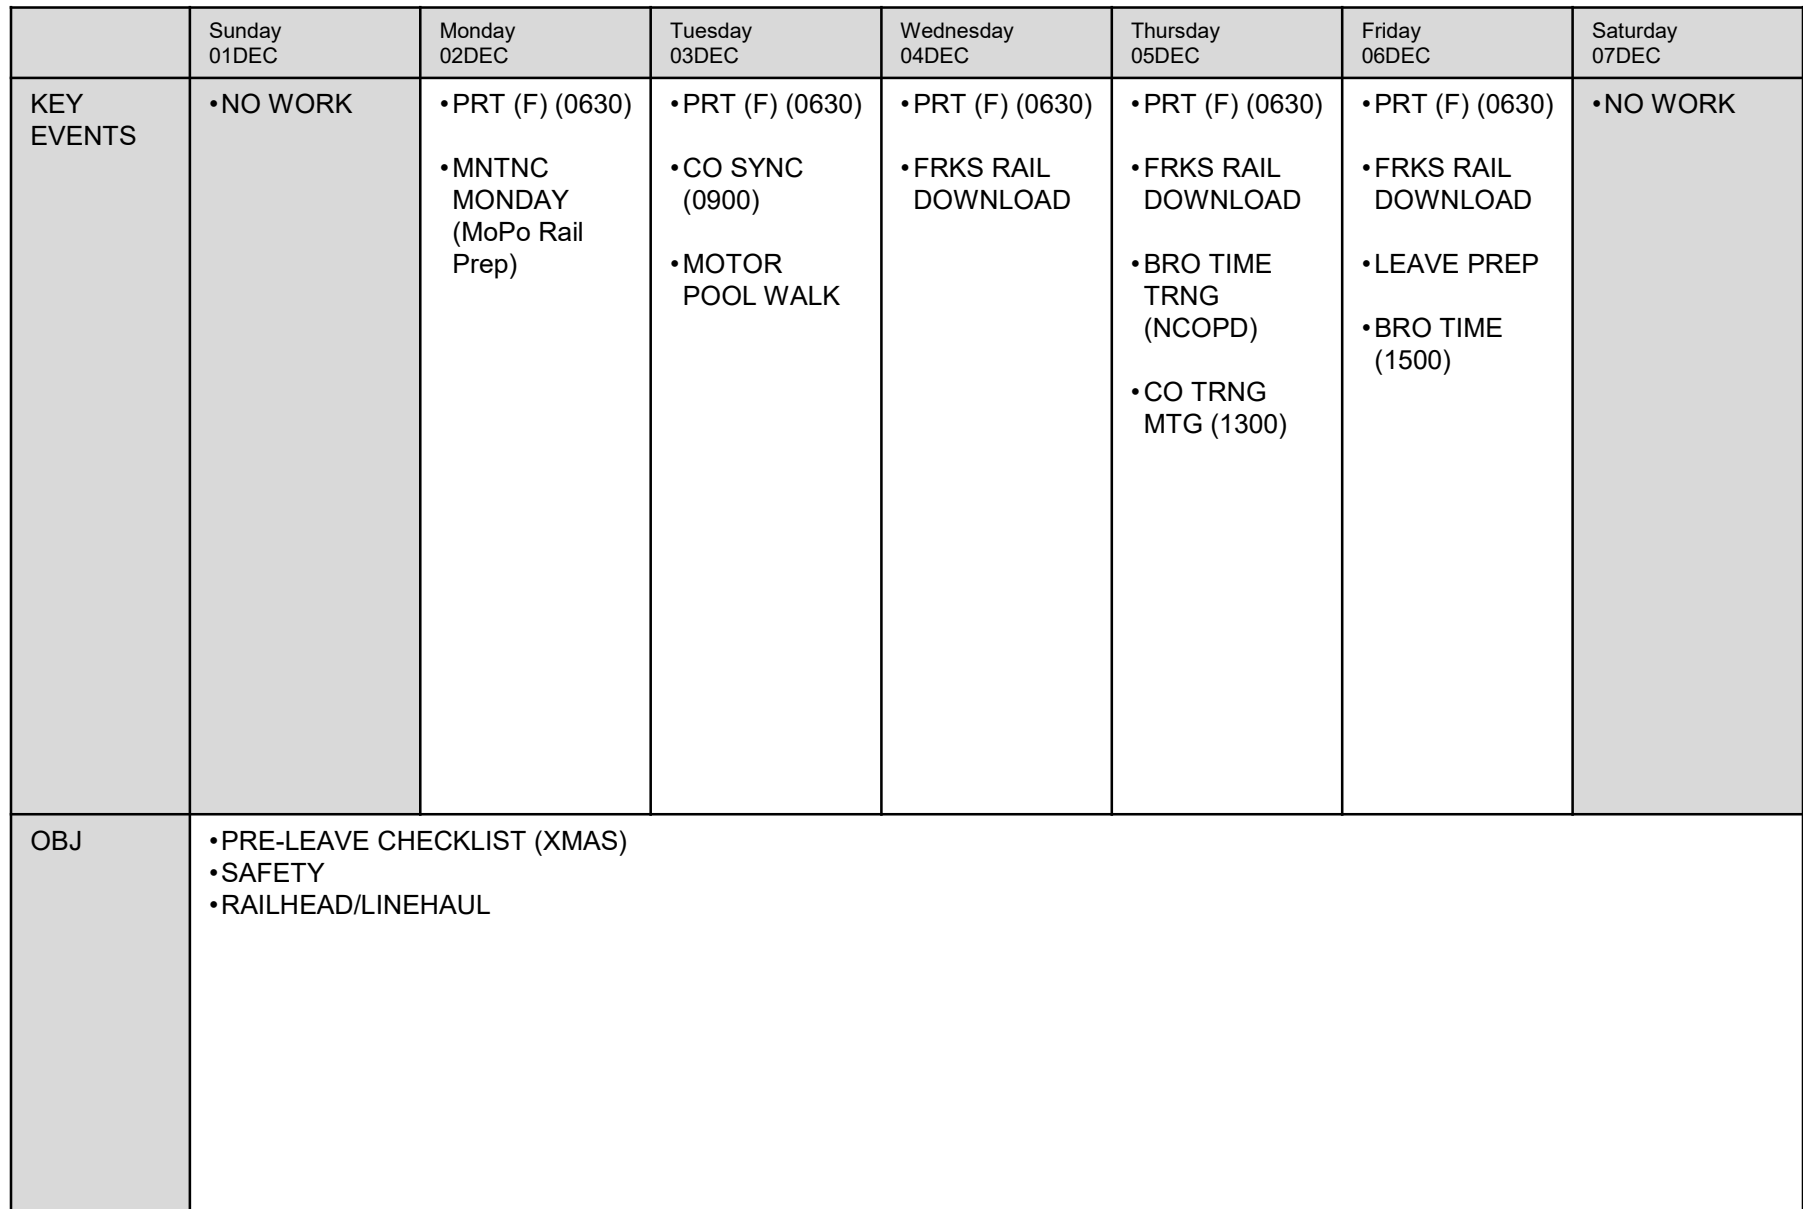 Sunday
01DEC
Monday
02DEC
Tuesday
03DEC
Wednesday
04DEC
Thursday
05DEC
Friday
06DEC
Saturday
07DEC
KEY
EVENTS
•NO WORK
•PRT (F) (0630)
•MNTNC
MONDAY
(MoPo Rail
Prep)
•PRT (F) (0630)
•CO SYNC
(0900)
•MOTOR
POOL WALK
•PRT (F) (0630)
•FRKS RAIL
DOWNLOAD
•PRT (F) (0630)
•FRKS RAIL
DOWNLOAD
•BRO TIME
TRNG
(NCOPD)
•CO TRNG
MTG (1300)
•PRT (F) (0630)
•FRKS RAIL
DOWNLOAD
•LEAVE PREP
•BRO TIME
(1500)
•NO WORK
OBJ
•PRE-LEAVE CHECKLIST (XMAS)
•SAFETY
•RAILHEAD/LINEHAUL